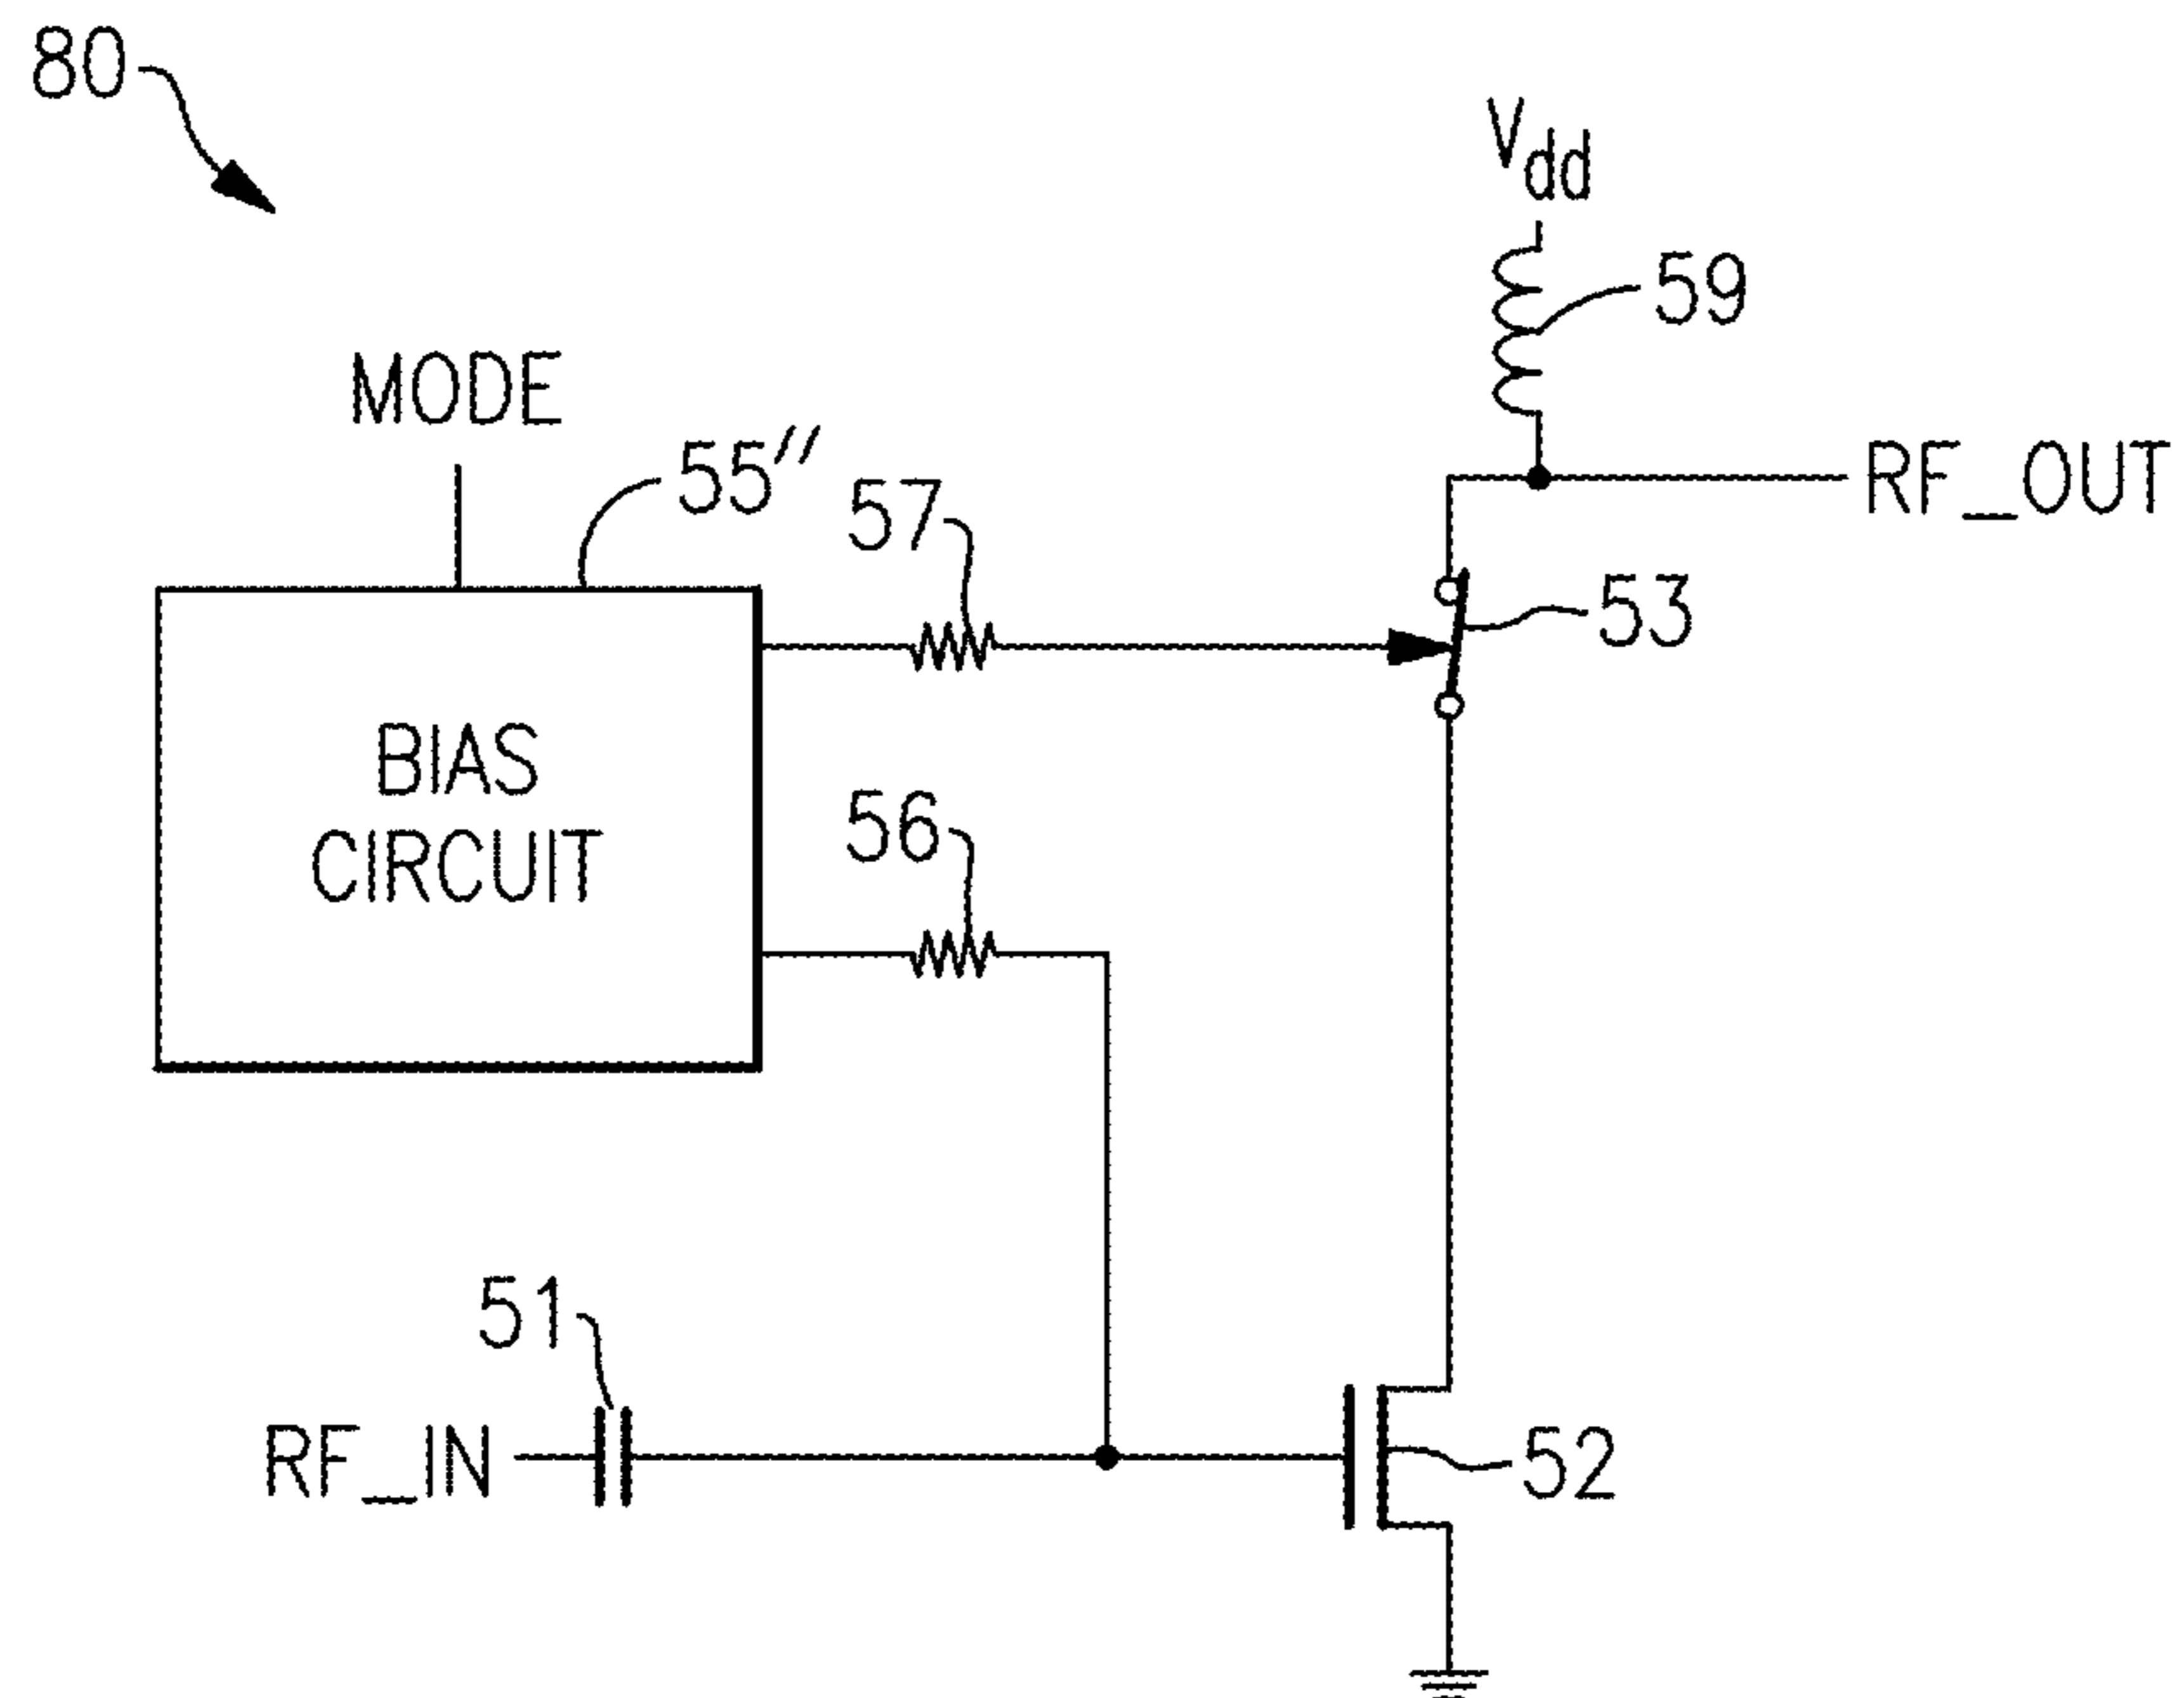 80
Vdd
59
MODE
55″
57
RF_OUT
53
BIAS
CIRCUIT
56
51
RF_IN
52